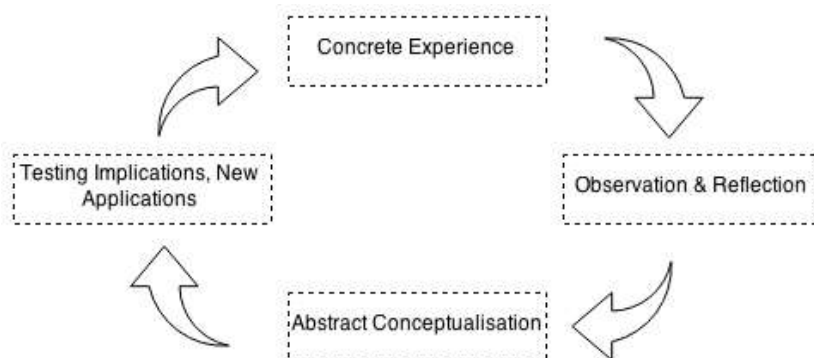 Concrete Experience
Testing Implications, New
Applications
Observation & Reflection
Abstract Conceptualisation